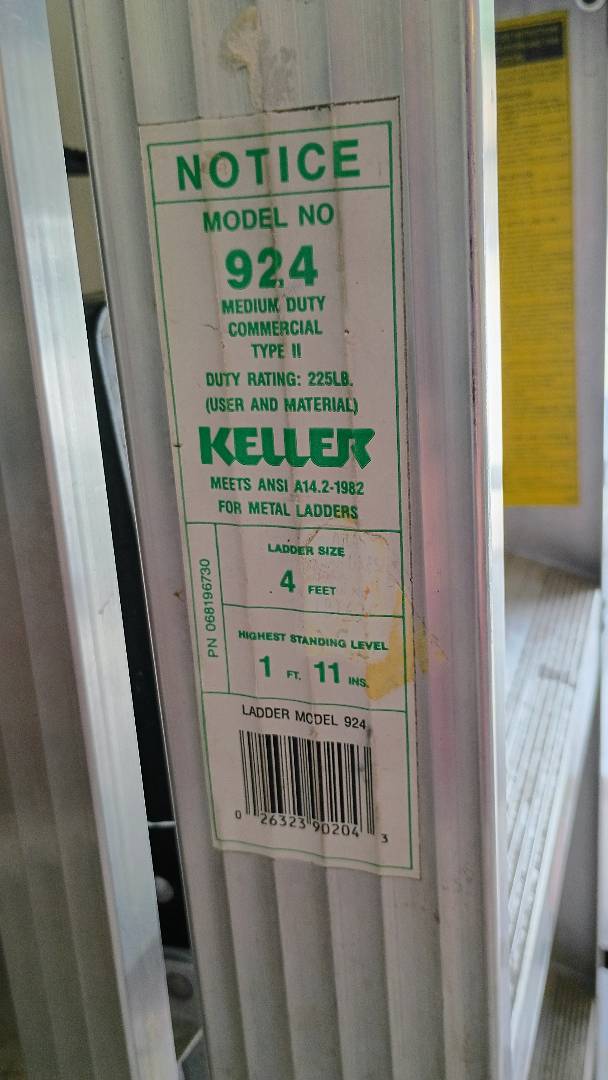 NOTICE
MODEL NO
924
MEDIUM DUTY
COMMERCIAL
TYPE II
DUTY RATING: 225LB.
(USER AND MATERIAL)
KELLER
MEETS ANSI A14.2-1982
FOR METAL LADDERS
PN 068196730
LADDER SIZE
4 FEET
HIGHEST STANDING LEVEL
1 FT. 11 INS.
LADDER MODEL 924
0 26323 90204 3